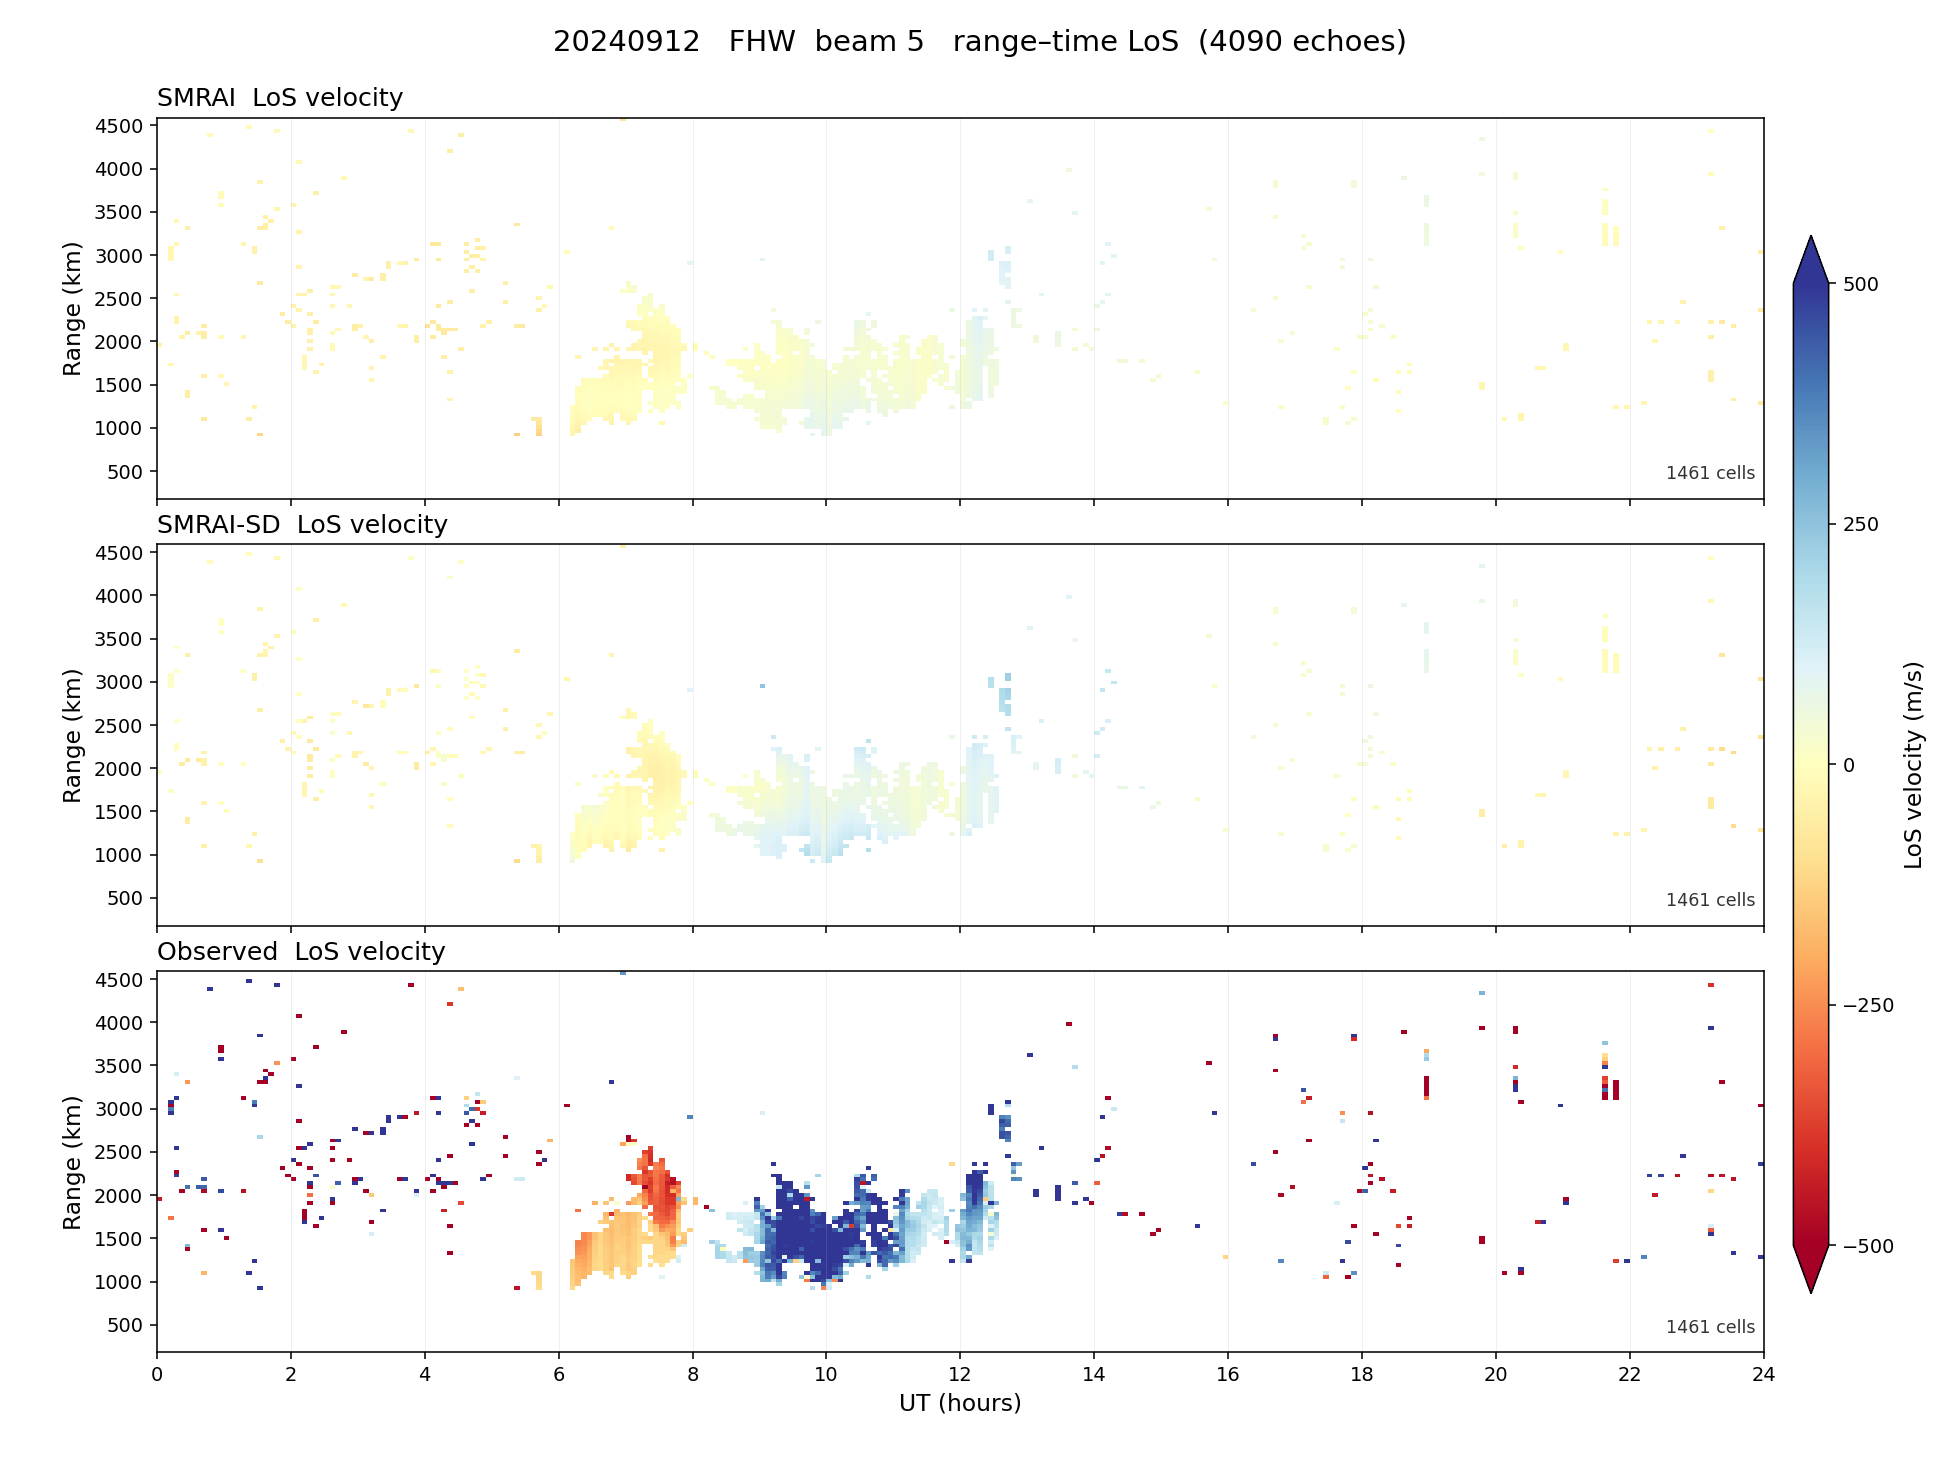 20240912 FHW beam 5 range–time LoS (4090 echoes)
SMRAI LoS velocity
4500
4000
3500
3000
2500
2000
1500
1000
500
Range (km)
1461 cells
SMRAI-SD LoS velocity
4500
4000
3500
3000
2500
2000
1500
1000
500
Range (km)
1461 cells
Observed LoS velocity
4500
4000
3500
3000
2500
2000
1500
1000
500
Range (km)
1461 cells
0 2 4 6 8 10 12 14 16 18 20 22 24
UT (hours)
500
250
0
−250
−500
LoS velocity (m/s)